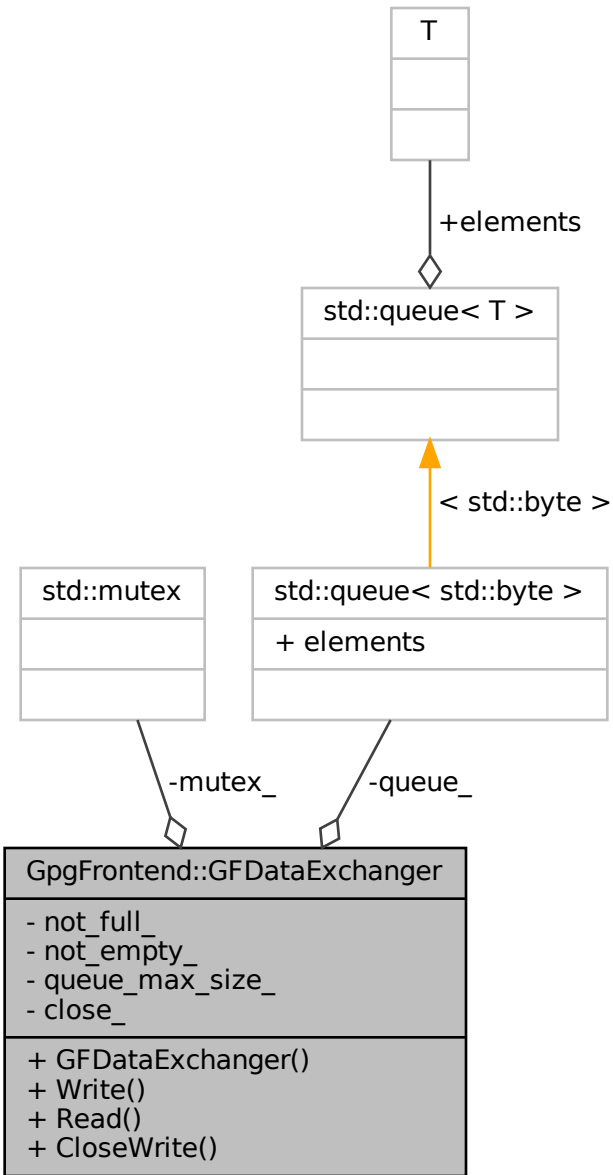 T
+elements
std::queue< T >
< std::byte >
std::mutex
std::queue< std::byte >
+ elements
-mutex_
-queue_
GpgFrontend::GFDataExchanger
- not_full_
- not_empty_
- queue_max_size_
- close_
+ GFDataExchanger()
+ Write()
+ Read()
+ CloseWrite()